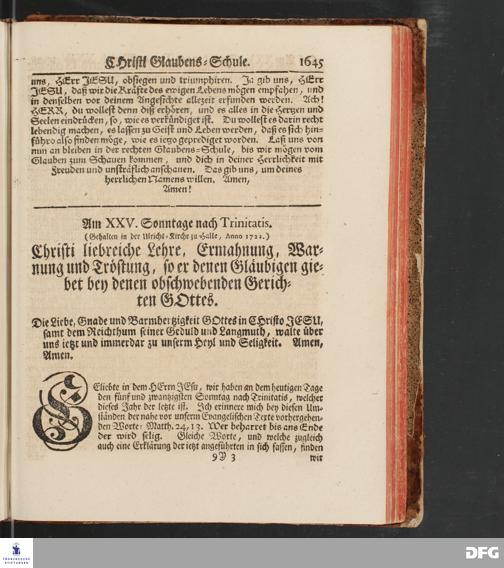 CHristi Glaubens-Schule. 1645
uns, HErr JESU, obsiegen und triumphiren. Ja gib uns, HErr
JESU, daß wir die Kräfte des ewigen Lebens mögen empfahen, und
in denselben vor deinem Angesichte allezeit erfunden werden. Ach!
HERR, du wollest denn diß erhören, und es alles in die Hertzen und
Seelen eindrücken, so, wie es verkündiget ist. Du wollest es darin recht
lebendig machen, es lassen zu Geist und Leben werden, daß es sich hin-
führo also finden möge, wie es ietzo geprediget worden. Laß uns von
nun an bleiben in der rechten Glaubens-Schule, bis wir mögen vom
Glauben zum Schauen kommen, und dich in deiner Herrlichkeit mit
Freuden und unsträflich anschauen. Das gib uns, um deines
herrlichen Namens willen. Amen,
Amen!
Am XXV. Sonntage nach Trinitatis.
(Gehalten in der Ulrichs-Kirche zu Halle, Anno 1722.)
Christi liebreiche Lehre, Ermahnung, War-
nung und Tröstung, so er denen Gläubigen gie-
bet bey denen obschwebenden Gerich-
ten GOttes.
Die Liebe, Gnade und Barmhertzigkeit GOttes in CHristo JESU,
samt dem Reichthum seiner Geduld und Langmuth, walte über
uns ietzt und immerdar zu unserm Heyl und Seligkeit. Amen,
Amen.
GEliebte in dem HErrn JEsu, wir haben an dem heutigen Tage
den fünf und zwantzigsten Sonntag nach Trinitatis, welcher
dieses Jahr der letzte ist. Ich erinnere mich bey diesen Um-
ständen der nahe vor unserm Evangelischen Texte vorhergehen-
den Worte: Matth. 24, 13. Wer beharret bis ans Ende
der wird selig. Gleiche Worte, und welche zugleich
auch eine Erklärung der ietzt angeführten in sich fassen, finden
9Y 3 wir
FRANCKESCHE
STIFTUNGEN
DFG